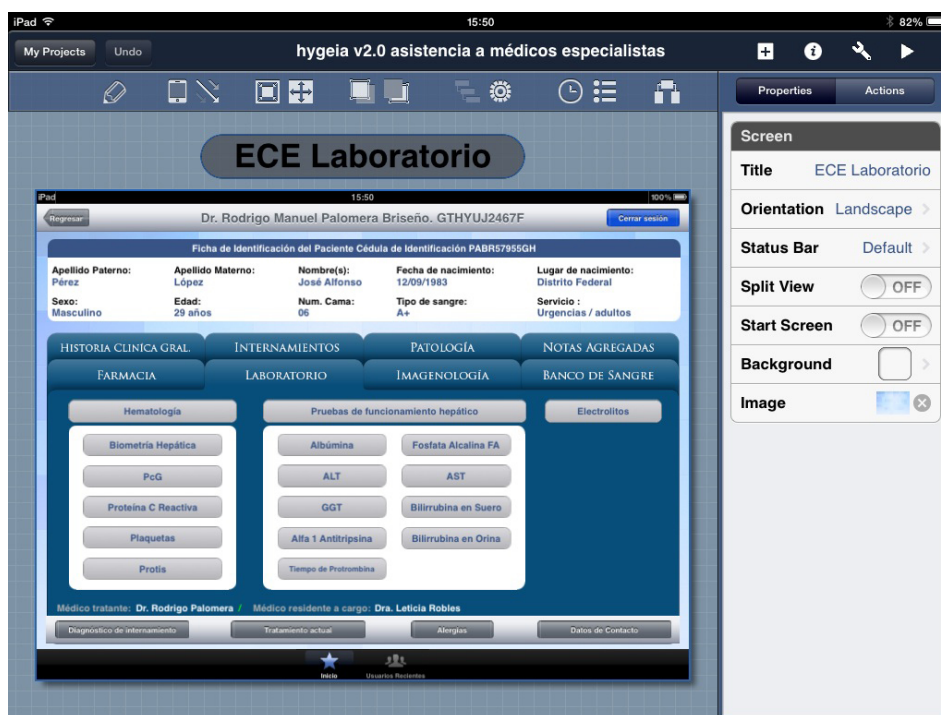 iPad 15:50 82%
My Projects Undo hygeia v2.0 asistencia a médicos especialistas
Properties Actions
ECE Laboratorio
iPad 15:50 100%
Regresar Dr. Rodrigo Manuel Palomera Briseño. GTHYUJ2467F Cerrar sesión
Ficha de Identificación del Paciente Cédula de Identificación PABR57955GH
Apellido Paterno: Apellido Materno: Nombre(s): Fecha de nacimiento: Lugar de nacimiento:
Pérez López José Alfonso 12/09/1983 Distrito Federal
Sexo: Edad: Num. Cama: Tipo de sangre: Servicio :
Masculino 29 años 06 A+ Urgencias / adultos
Historia Clinica Gral. Internamientos Patología Notas Agregadas
Farmacia Laboratorio Imagenología Banco de Sangre
Hematología Pruebas de funcionamiento hepático Electrolitos
Biometría Hepática Albúmina Fosfata Alcalina FA
PcG ALT AST
Proteína C Reactiva GGT Bilirrubina en Suero
Plaquetas Alfa 1 Antitripsina Bilirrubina en Orina
Protis Tiempo de Protrombina
Médico tratante: Dr. Rodrigo Palomera / Médico residente a cargo: Dra. Leticia Robles
Diagnóstico de internamiento Tratamiento actual Alergias Datos de Contacto
Inicio Usuarios Recientes
Screen
Title ECE Laboratorio
Orientation Landscape
Status Bar Default
Split View OFF
Start Screen OFF
Background
Image